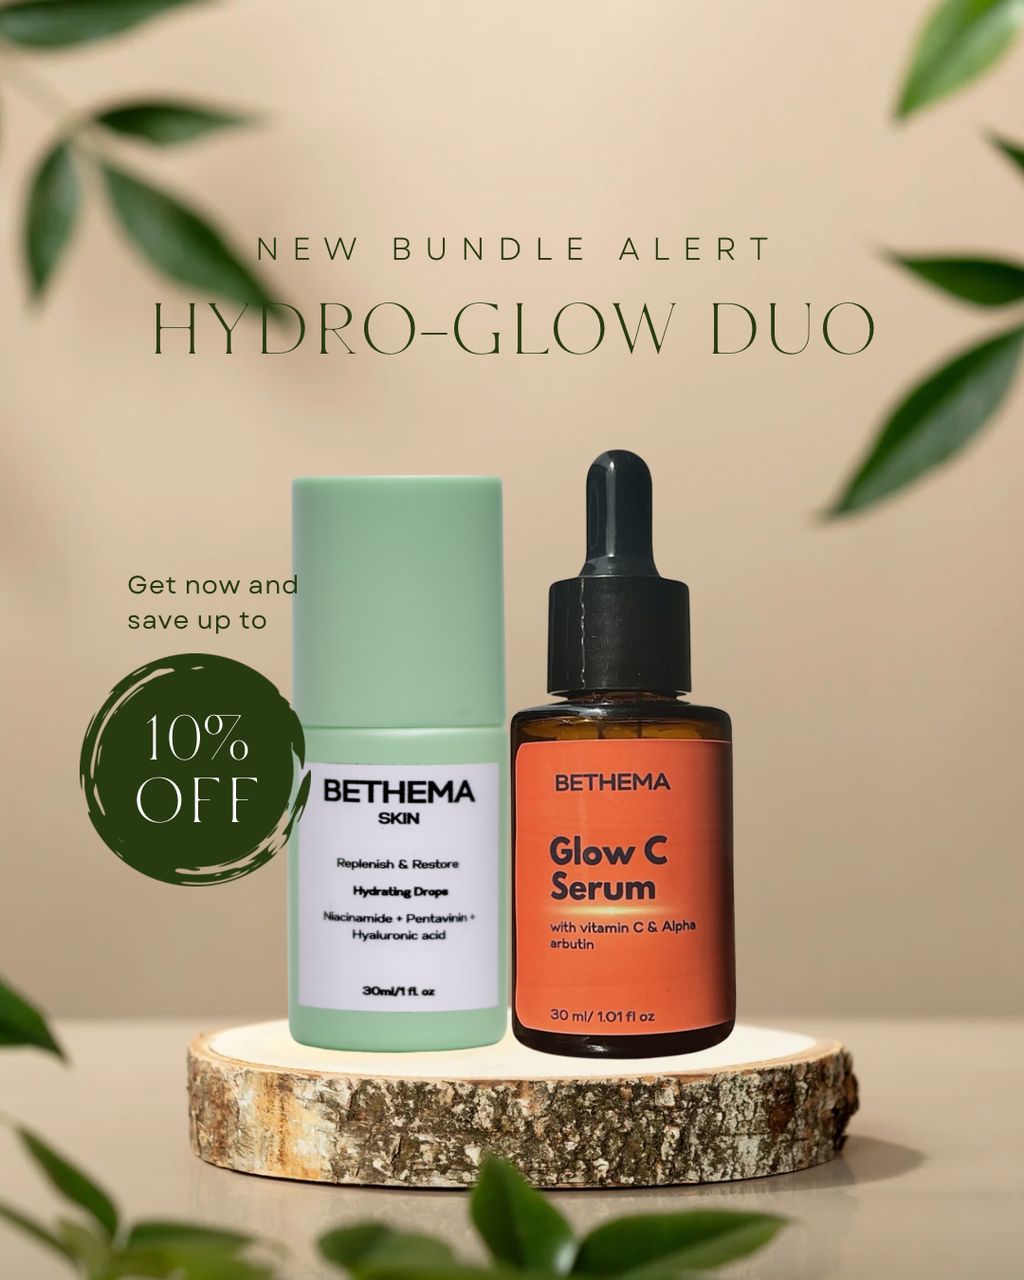 NEW BUNDLE ALERT
HYDRO-GLOW DUO
Get now and
save up to
10%
OFF
BETHEMA
SKIN
Replenish & Restore
Hydrating Drops
Niacinamide + Pentavinin +
Hyaluronic acid
30ml/1 fl. oz
BETHEMA
Glow C
Serum
with vitamin C & Alpha
arbutin
30 ml/ 1.01 fl oz